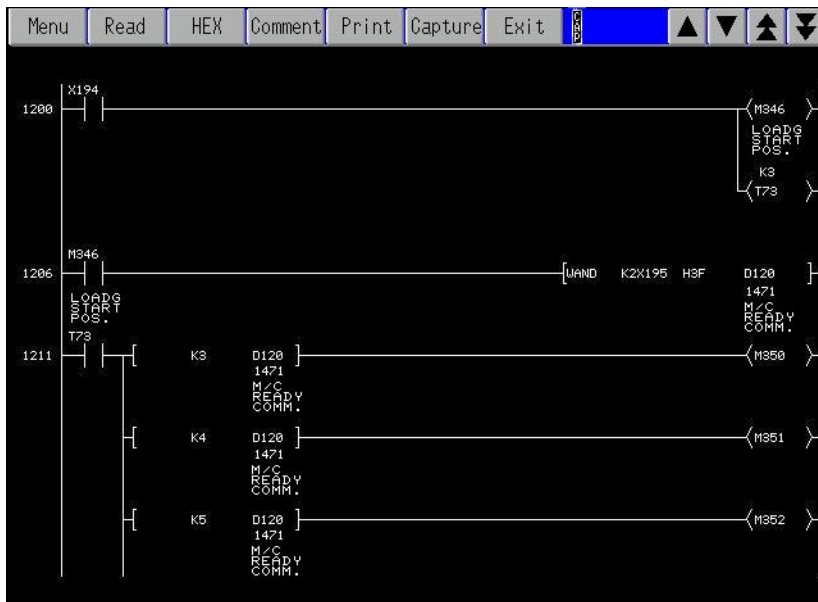 Menu Read HEX Comment Print Capture Exit CAP
X194
1200 M346
LOADG
START
POS.
K3
T73
M346
1206 WAND K2X195 H3F D120
LOADG
START
POS.
1471
M/C
READY
COMM.
T73
1211 K3 D120 M350
1471
M/C
READY
COMM.
K4 D120 M351
1471
M/C
READY
COMM.
K5 D120 M352
1471
M/C
READY
COMM.